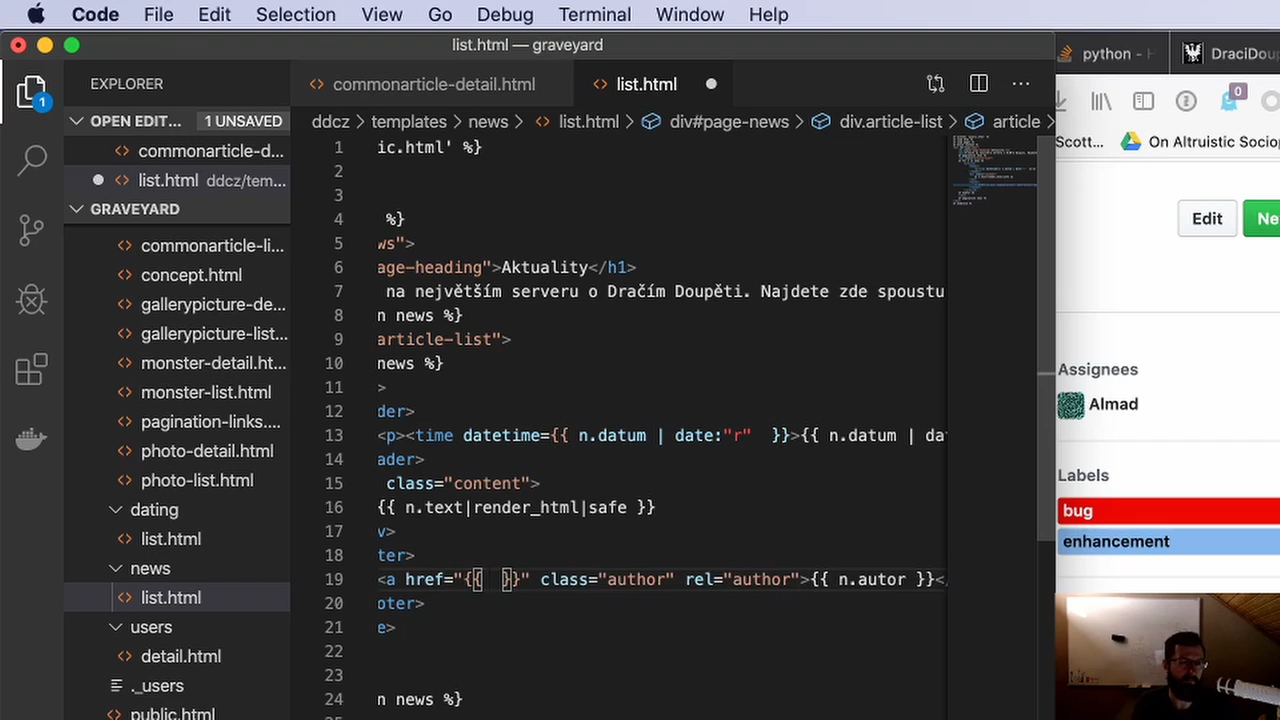 Code File Edit Selection View Go Debug Terminal Window Help
list.html — graveyard
python - H
DraciDou
EXPLORER
commonarticle-detail.html
list.html
1
0
OPEN EDIT... 1 UNSAVED
ddcz > templates > news > list.html > div#page-news > div.article-list > article >
Scott...
On Altruistic Sociop
commonarticle-d...
list.html ddcz/tem...
GRAVEYARD
commonarticle-li...
concept.html
gallerypicture-de...
gallerypicture-list...
monster-detail.ht...
monster-list.html
pagination-links....
photo-detail.html
photo-list.html
dating
list.html
news
list.html
users
detail.html
._users
public.html
1 ic.html' %}
2
3
4 %}
5 ws">
6 age-heading">Aktuality</h1>
7 na největším serveru o Dračím Doupěti. Najdete zde spoustu
8 n news %}
9 article-list">
10 news %}
11 >
12 der>
13 <p><time datetime={{ n.datum | date:"r"  }}>{{ n.datum | dat
14 ader>
15 class="content">
16 {{ n.text|render_html|safe }}
17 v>
18 ter>
19 <a href="{{  }}" class="author" rel="author">{{ n.autor }}</
20 oter>
21 e>
22
23
24 n news %}
Edit
Ne
Assignees
Almad
Labels
bug
enhancement